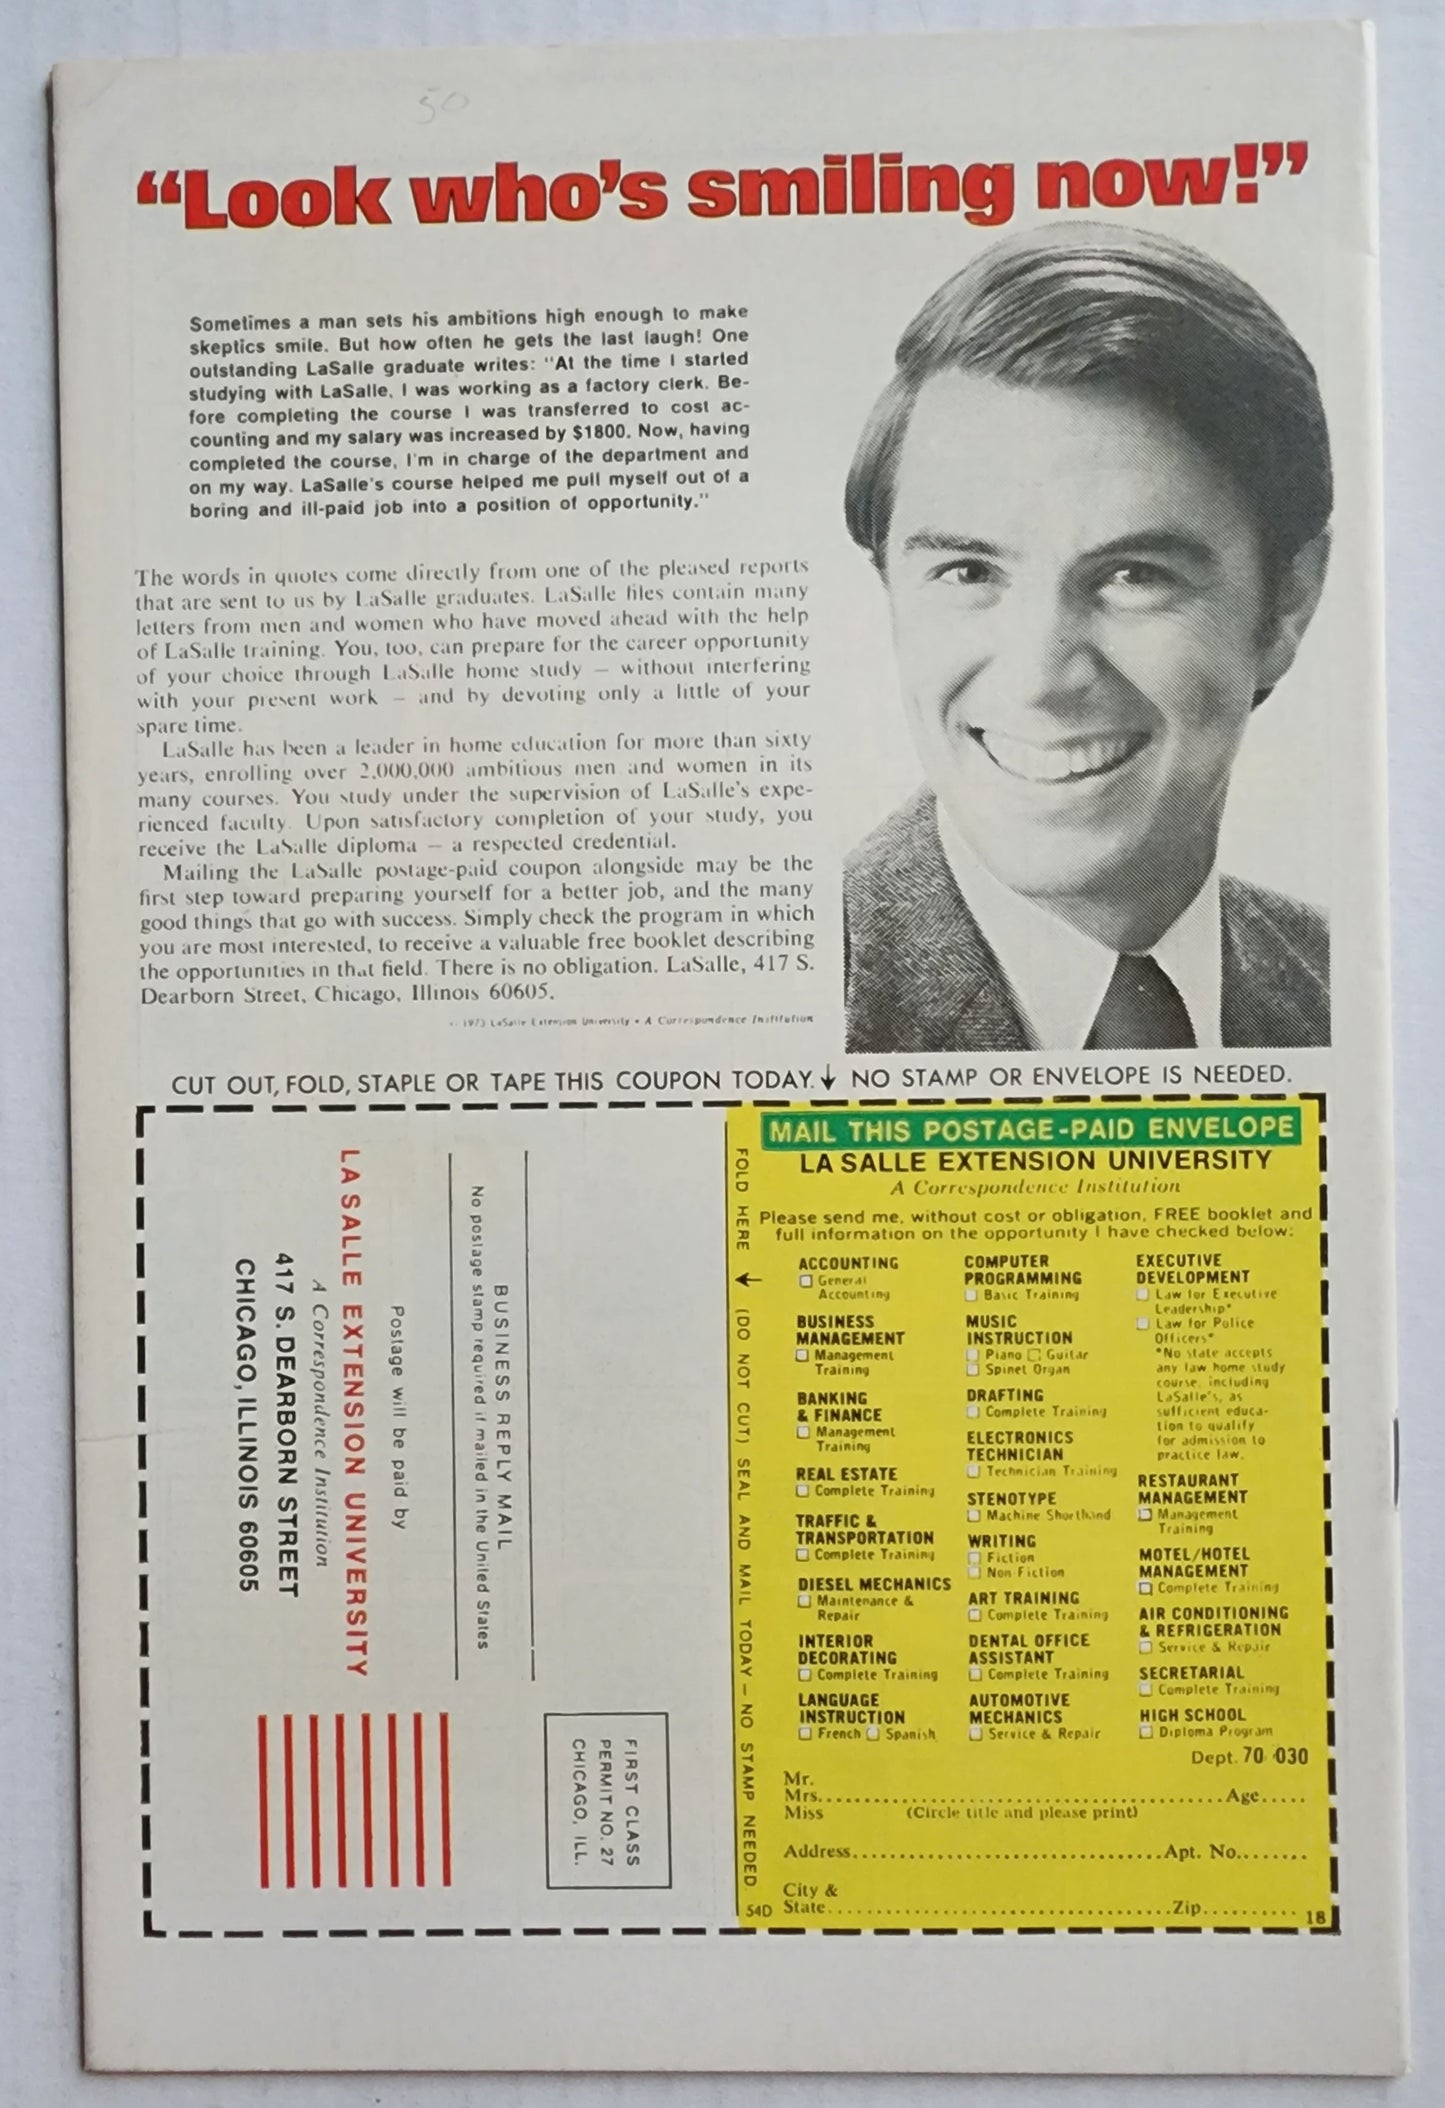 50
“Look who’s smiling now!”
Sometimes a man sets his ambitions high enough to make
skeptics smile. But how often he gets the last laugh! One
outstanding LaSalle graduate writes: “At the time I started
studying with LaSalle, I was working as a factory clerk. Be-
fore completing the course I was transferred to cost ac-
counting and my salary was increased by $1800. Now, having
completed the course, I'm in charge of the department and
on my way. LaSalle's course helped me pull myself out of a
boring and ill-paid job into a position of opportunity.”
The words in quotes come directly from one of the pleased reports
that are sent to us by LaSalle graduates. LaSalle files contain many
letters from men and women who have moved ahead with the help
of LaSalle training. You, too, can prepare for the career opportunity
of your choice through LaSalle home study — without interfering
with your present work — and by devoting only a little of your
spare time.
LaSalle has been a leader in home education for more than sixty
years, enrolling over 2,000,000 ambitious men and women in its
many courses. You study under the supervision of LaSalle's expe-
rienced faculty. Upon satisfactory completion of your study, you
receive the LaSalle diploma — a respected credential.
Mailing the LaSalle postage-paid coupon alongside may be the
first step toward preparing yourself for a better job, and the many
good things that go with success. Simply check the program in which
you are most interested, to receive a valuable free booklet describing
the opportunities in that field. There is no obligation. LaSalle, 417 S.
Dearborn Street, Chicago, Illinois 60605.
1973 LaSalle Extension University • A Correspondence Institution
CUT OUT, FOLD, STAPLE OR TAPE THIS COUPON TODAY. ↓ NO STAMP OR ENVELOPE IS NEEDED.
FIRST CLASS
PERMIT NO. 27
CHICAGO, ILL.
BUSINESS REPLY MAIL
No postage stamp required if mailed in the United States
Postage will be paid by
LA SALLE EXTENSION UNIVERSITY
A Correspondence Institution
417 S. DEARBORN STREET
CHICAGO, ILLINOIS 60605
FOLD HERE ↓ (DO NOT CUT) SEAL AND MAIL TODAY — NO STAMP NEEDED.
54D
MAIL THIS POSTAGE-PAID ENVELOPE
LA SALLE EXTENSION UNIVERSITY
A Correspondence Institution
Please send me, without cost or obligation, FREE booklet and
full information on the opportunity I have checked below:
ACCOUNTING
☐ General
Accounting
BUSINESS
MANAGEMENT
☐ Management
Training
BANKING
& FINANCE
☐ Management
Training
REAL ESTATE
☐ Complete Training
TRAFFIC &
TRANSPORTATION
☐ Complete Training
DIESEL MECHANICS
☐ Maintenance &
Repair
INTERIOR
DECORATING
☐ Complete Training
LANGUAGE
INSTRUCTION
☐ French ☐ Spanish
COMPUTER
PROGRAMMING
☐ Basic Training
MUSIC
INSTRUCTION
☐ Piano ☐ Guitar
☐ Spinet Organ
DRAFTING
☐ Complete Training
ELECTRONICS
TECHNICIAN
☐ Technician Training
STENOTYPE
☐ Machine Shorthand
WRITING
☐ Fiction
☐ Non Fiction
ART TRAINING
☐ Complete Training
DENTAL OFFICE
ASSISTANT
☐ Complete Training
AUTOMOTIVE
MECHANICS
☐ Service & Repair
EXECUTIVE
DEVELOPMENT
☐ Law for Executive
Leadership*
☐ Law for Police
Officers*
*No state accepts
any law home study
course, including
LaSalle's, as
sufficient educa-
tion to qualify
for admission to
practice law.
RESTAURANT
MANAGEMENT
☐ Management
Training
MOTEL/HOTEL
MANAGEMENT
☐ Complete Training
AIR CONDITIONING
& REFRIGERATION
☐ Service & Repair
SECRETARIAL
☐ Complete Training
HIGH SCHOOL
☐ Diploma Program
Dept. 70-030
Mr.
Mrs. Age
Miss (Circle title and please print)
Address Apt. No.
City &
State Zip
18